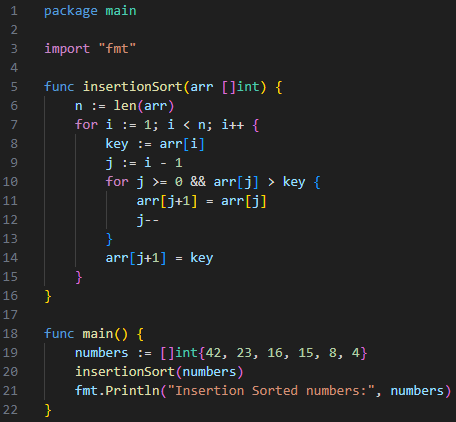 1 package main
2
3 import "fmt"
4
5 func insertionSort(arr []int) {
6     n := len(arr)
7     for i := 1; i < n; i++ {
8         key := arr[i]
9         j := i - 1
10         for j >= 0 && arr[j] > key {
11             arr[j+1] = arr[j]
12             j--
13         }
14         arr[j+1] = key
15     }
16 }
17
18 func main() {
19     numbers := []int{42, 23, 16, 15, 8, 4}
20     insertionSort(numbers)
21     fmt.Println("Insertion Sorted numbers:", numbers)
22 }